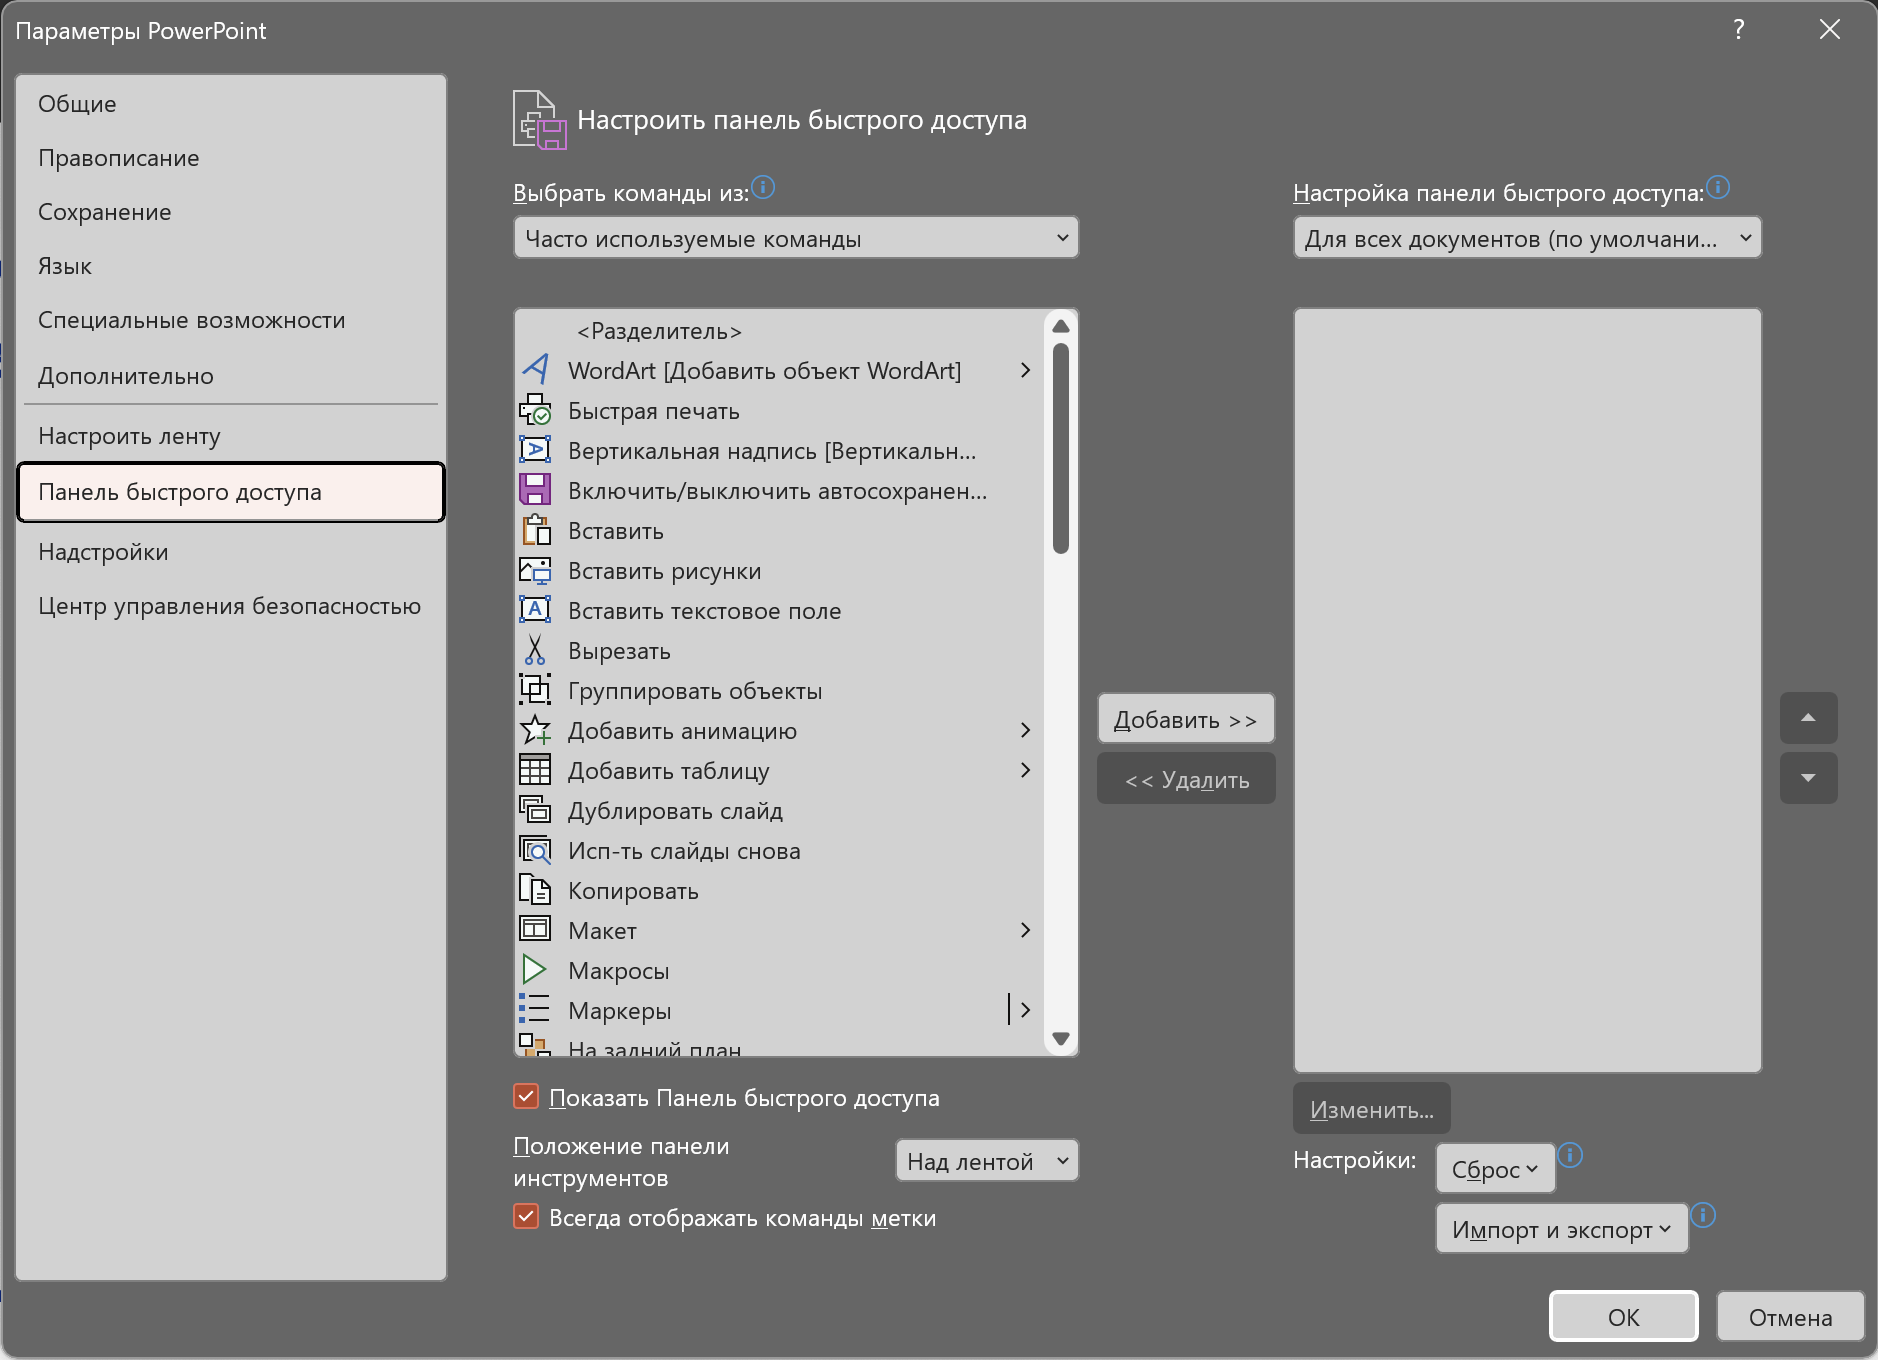 Параметры PowerPoint
?
Общие
Правописание
Сохранение
Язык
Специальные возможности
Дополнительно
Настроить ленту
Панель быстрого доступа
Надстройки
Центр управления безопасностью
Настроить панель быстрого доступа
Выбрать команды из:
Часто используемые команды
<Разделитель>
WordArt [Добавить объект WordArt]
Быстрая печать
Вертикальная надпись [Вертикальн...
Включить/выключить автосохранен...
Вставить
Вставить рисунки
Вставить текстовое поле
Вырезать
Группировать объекты
Добавить анимацию
Добавить таблицу
Дублировать слайд
Исп-ть слайды снова
Копировать
Макет
Макросы
Маркеры
На задний план
Показать Панель быстрого доступа
Положение панели
инструментов
Над лентой
Всегда отображать команды метки
Добавить >>
<< Удалить
Настройка панели быстрого доступа:
Для всех документов (по умолчани...
Изменить...
Настройки:
Сброс
Импорт и экспорт
ОК
Отмена